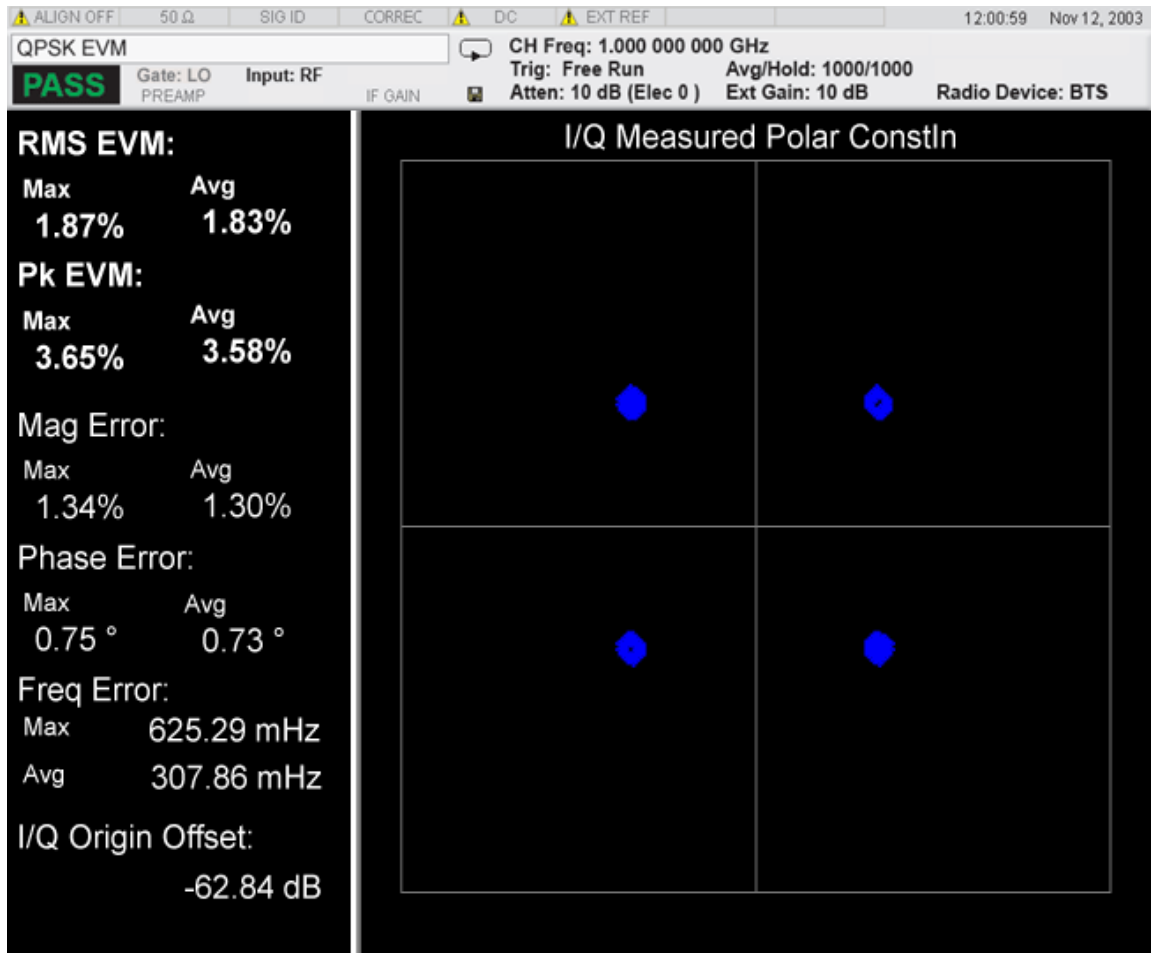 ALIGN OFF 50 Ω SIG ID CORREC DC EXT REF 12:00:59 Nov 12, 2003
QPSK EVM
PASS
Gate: LO Input: RF
PREAMP IF GAIN
CH Freq: 1.000 000 000 GHz
Trig: Free Run Avg/Hold: 1000/1000
Atten: 10 dB (Elec 0 ) Ext Gain: 10 dB Radio Device: BTS
RMS EVM:
Max Avg
1.87% 1.83%
Pk EVM:
Max Avg
3.65% 3.58%
Mag Error:
Max Avg
1.34% 1.30%
Phase Error:
Max Avg
0.75 ° 0.73 °
Freq Error:
Max 625.29 mHz
Avg 307.86 mHz
I/Q Origin Offset:
-62.84 dB
I/Q Measured Polar Constln